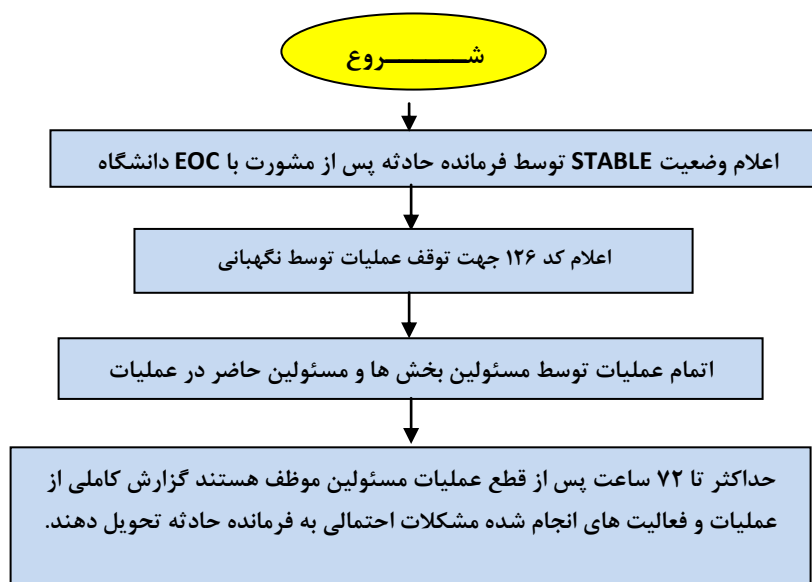 شــــــــــروع
اعلام وضعیت STABLE توسط فرمانده حادثه پس از مشورت با EOC دانشگاه
اعلام کد ۱۲۶ جهت توقف عملیات توسط نگهبانی
اتمام عملیات توسط مسئولین بخش ها و مسئولین حاضر در عملیات
حداکثر تا ۷۲ ساعت پس از قطع عملیات مسئولین موظف هستند گزارش کاملی از
عملیات و فعالیت های انجام شده مشکلات احتمالی به فرمانده حادثه تحویل دهند.